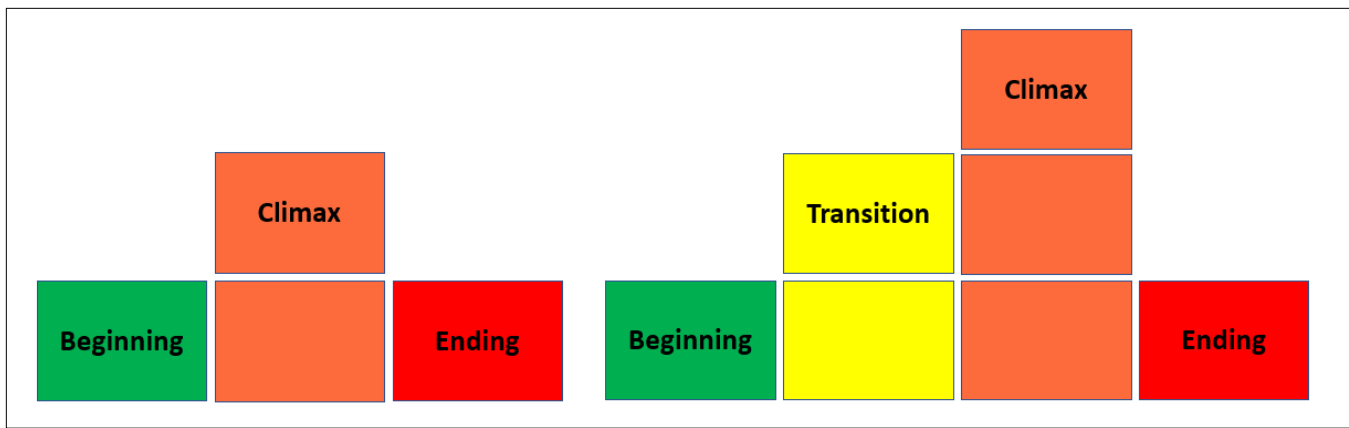 Climax
Climax
Transition
Beginning
Ending
Beginning
Ending